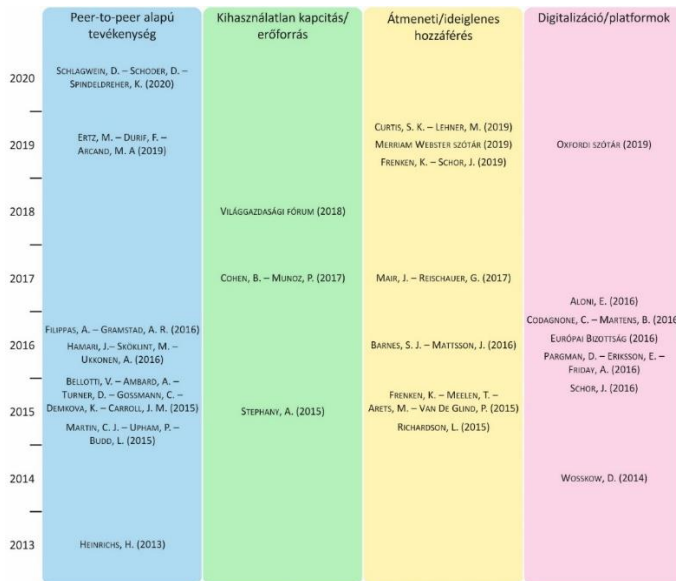 Peer-to-peer alapú
tevékenység
Kihasználatlan kapcitás/
erőforrás
Átmeneti/ideiglenes
hozzáférés
Digitalizáció/platformok
2020
SCHLAGWEIN, D. – SCHODER, D. –
SPINDELDREHER, K. (2020)
2019
ERTZ, M. – DURIF, F. –
ARCAND, M. A (2019)
CURTIS, S. K. – LEHNER, M. (2019)
MERRIAM WEBSTER SZÓTÁR (2019)
FRENKEN, K. – SCHOR, J. (2019)
OXFORDI SZÓTÁR (2019)
2018
VILÁGGAZDASÁGI FÓRUM (2018)
2017
COHEN, B. – MUNOZ, P. (2017)
MAIR, J. – REISCHAUER, G. (2017)
2016
FILIPPAS, A. – GRAMSTAD, A. R. (2016)
HAMARI, J.– SKÖKLINT, M. –
UKKONEN, A. (2016)
BARNES, S. J. – MATTSSON, J. (2016)
ALONI, E. (2016)
CODAGNONE, C. – MARTENS, B. (2016
EURÓPAI BIZOTTSÁG (2016)
PARGMAN, D. – ERIKSSON, E. –
FRIDAY, A. (2016)
SCHOR, J. (2016)
2015
BELLOTTI, V. – AMBARD, A. –
TURNER, D. – GOSSMANN, C. –
DEMKOVA, K. – CARROLL, J. M. (2015)
MARTIN, C. J. – UPHAM, P. –
BUDD, L. (2015)
STEPHANY, A. (2015)
FRENKEN, K. – MEELEN, T. –
ARETS, M. – VAN DE GLIND, P. (2015)
RICHARDSON, L. (2015)
2014
WOSSKOW, D. (2014)
2013
HEINRICHS, H. (2013)